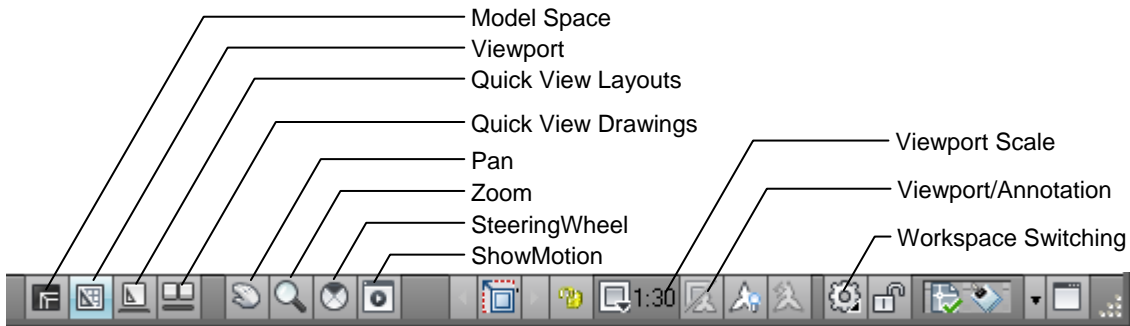 Model Space
Viewport
Quick View Layouts
Quick View Drawings
Pan
Zoom
SteeringWheel
ShowMotion
Viewport Scale
Viewport/Annotation
Workspace Switching
1:30